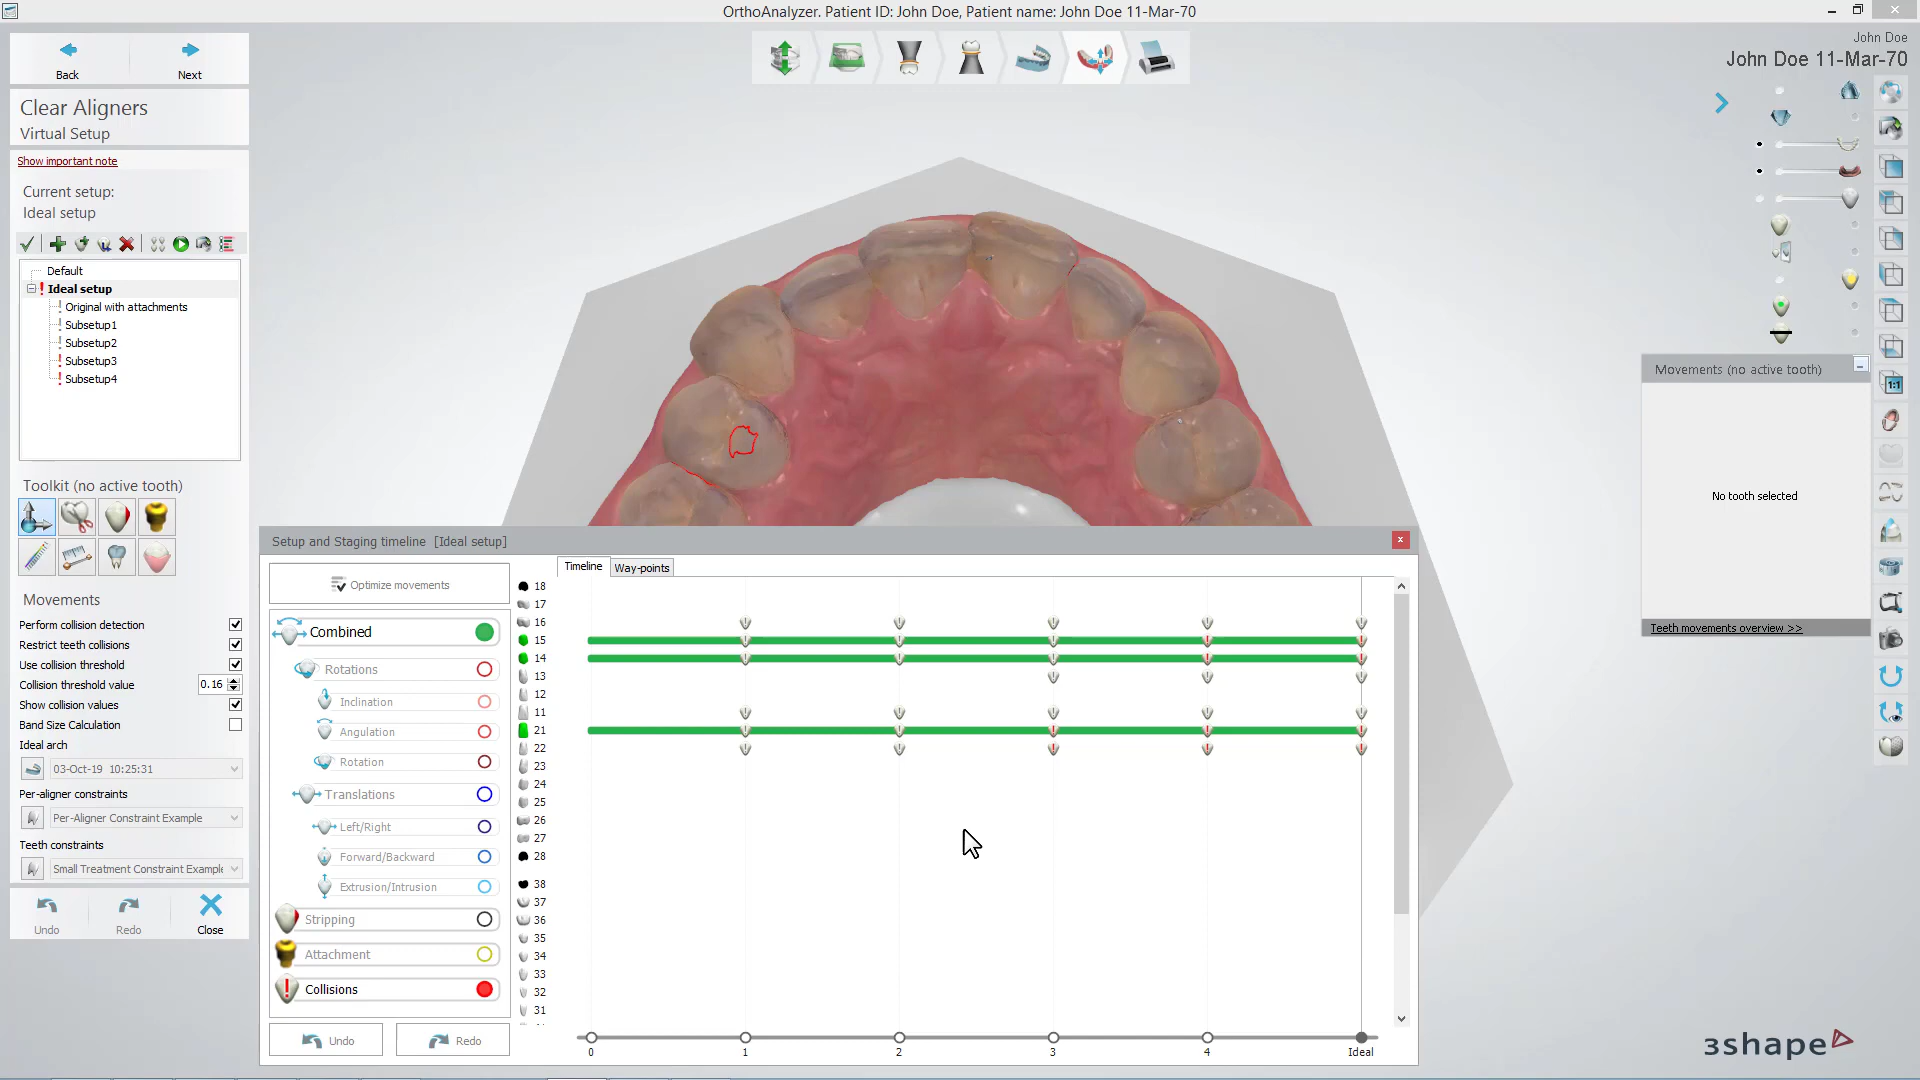 OrthoAnalyzer. Patient ID: John Doe, Patient name: John Doe 11-Mar-70
John Doe
John Doe 11-Mar-70
Back
Next
Clear Aligners
Virtual Setup
Show important note
Current setup:
Ideal setup
Default
Ideal setup
Original with attachments
Subsetup1
Subsetup2
Subsetup3
Subsetup4
Toolkit (no active tooth)
Movements
Perform collision detection
Restrict teeth collisions
Use collision threshold
Collision threshold value 0.16
Show collision values
Band Size Calculation
Ideal arch
03-Oct-19 10:25:31
Per-aligner constraints
Per-Aligner Constraint Example
Teeth constraints
Small Treatment Constraint Example
Undo
Redo
Close
Setup and Staging timeline [Ideal setup]
Optimize movements
Combined
Rotations
Inclination
Angulation
Rotation
Translations
Left/Right
Forward/Backward
Extrusion/Intrusion
Stripping
Attachment
Collisions
Undo
Redo
Timeline
Way-points
18
17
16
15
14
13
12
11
21
22
23
24
25
26
27
28
38
37
36
35
34
33
32
31
0
1
2
3
4
Ideal
Movements (no active tooth)
No tooth selected
Teeth movements overview >>
1:1
3shape